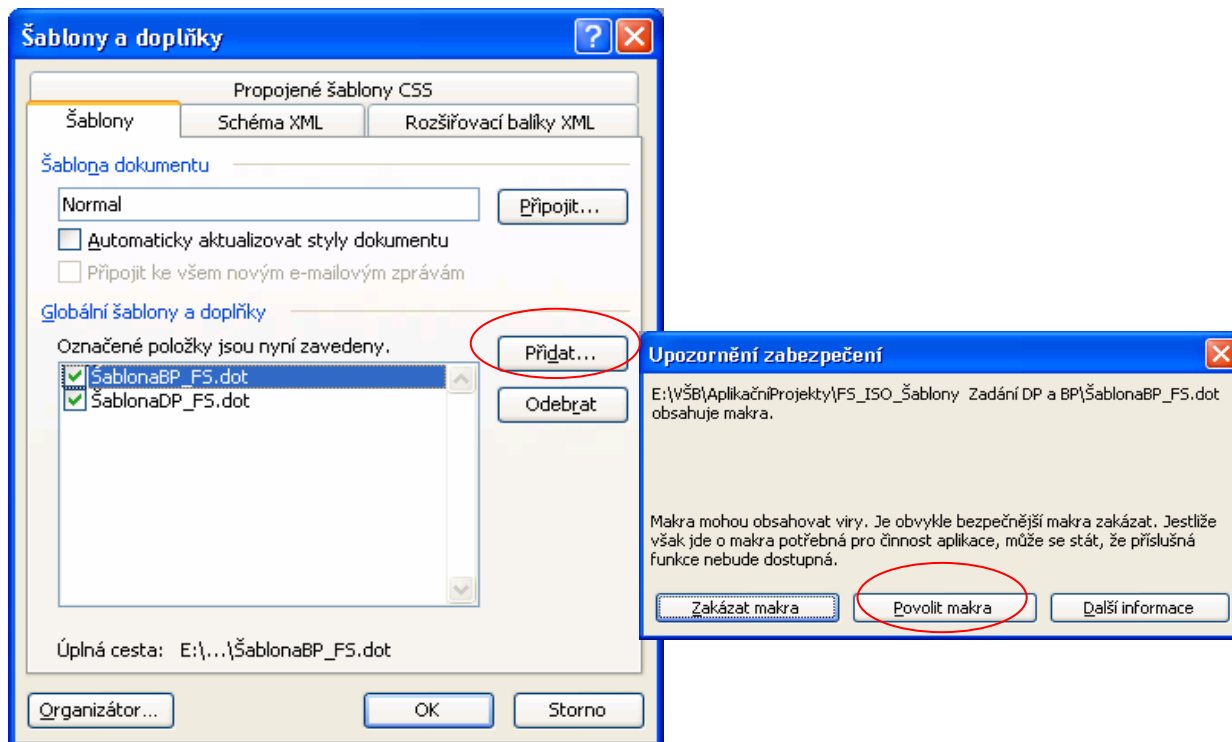 Šablony a doplňky
Propojené šablony CSS
Šablony
Schéma XML
Rozšiřovací balíky XML
Šablona dokumentu
Normal
Připojit...
Automaticky aktualizovat styly dokumentu
Připojit ke všem novým e-mailovým zprávám
Globální šablony a doplňky
Označené položky jsou nyní zavedeny.
Přidat...
ŠablonaBP_FS.dot
ŠablonaDP_FS.dot
Odebrat
Úplná cesta: E:\...\ŠablonaBP_FS.dot
Organizátor...
OK
Storno
Upozornění zabezpečení
E:\VŠB\AplikačníProjekty\FS_ISO_Šablony Zadání DP a BP\ŠablonaBP_FS.dot
obsahuje makra.
Makra mohou obsahovat viry. Je obvykle bezpečnější makra zakázat. Jestliže
však jde o makra potřebná pro činnost aplikace, může se stát, že příslušná
funkce nebude dostupná.
Zakázat makra
Povolit makra
Další informace